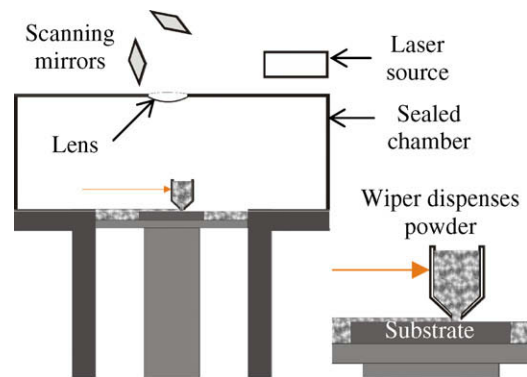 Scanning
mirrors
Laser
source
Lens
Sealed
chamber
Wiper dispenses
powder
Substrate